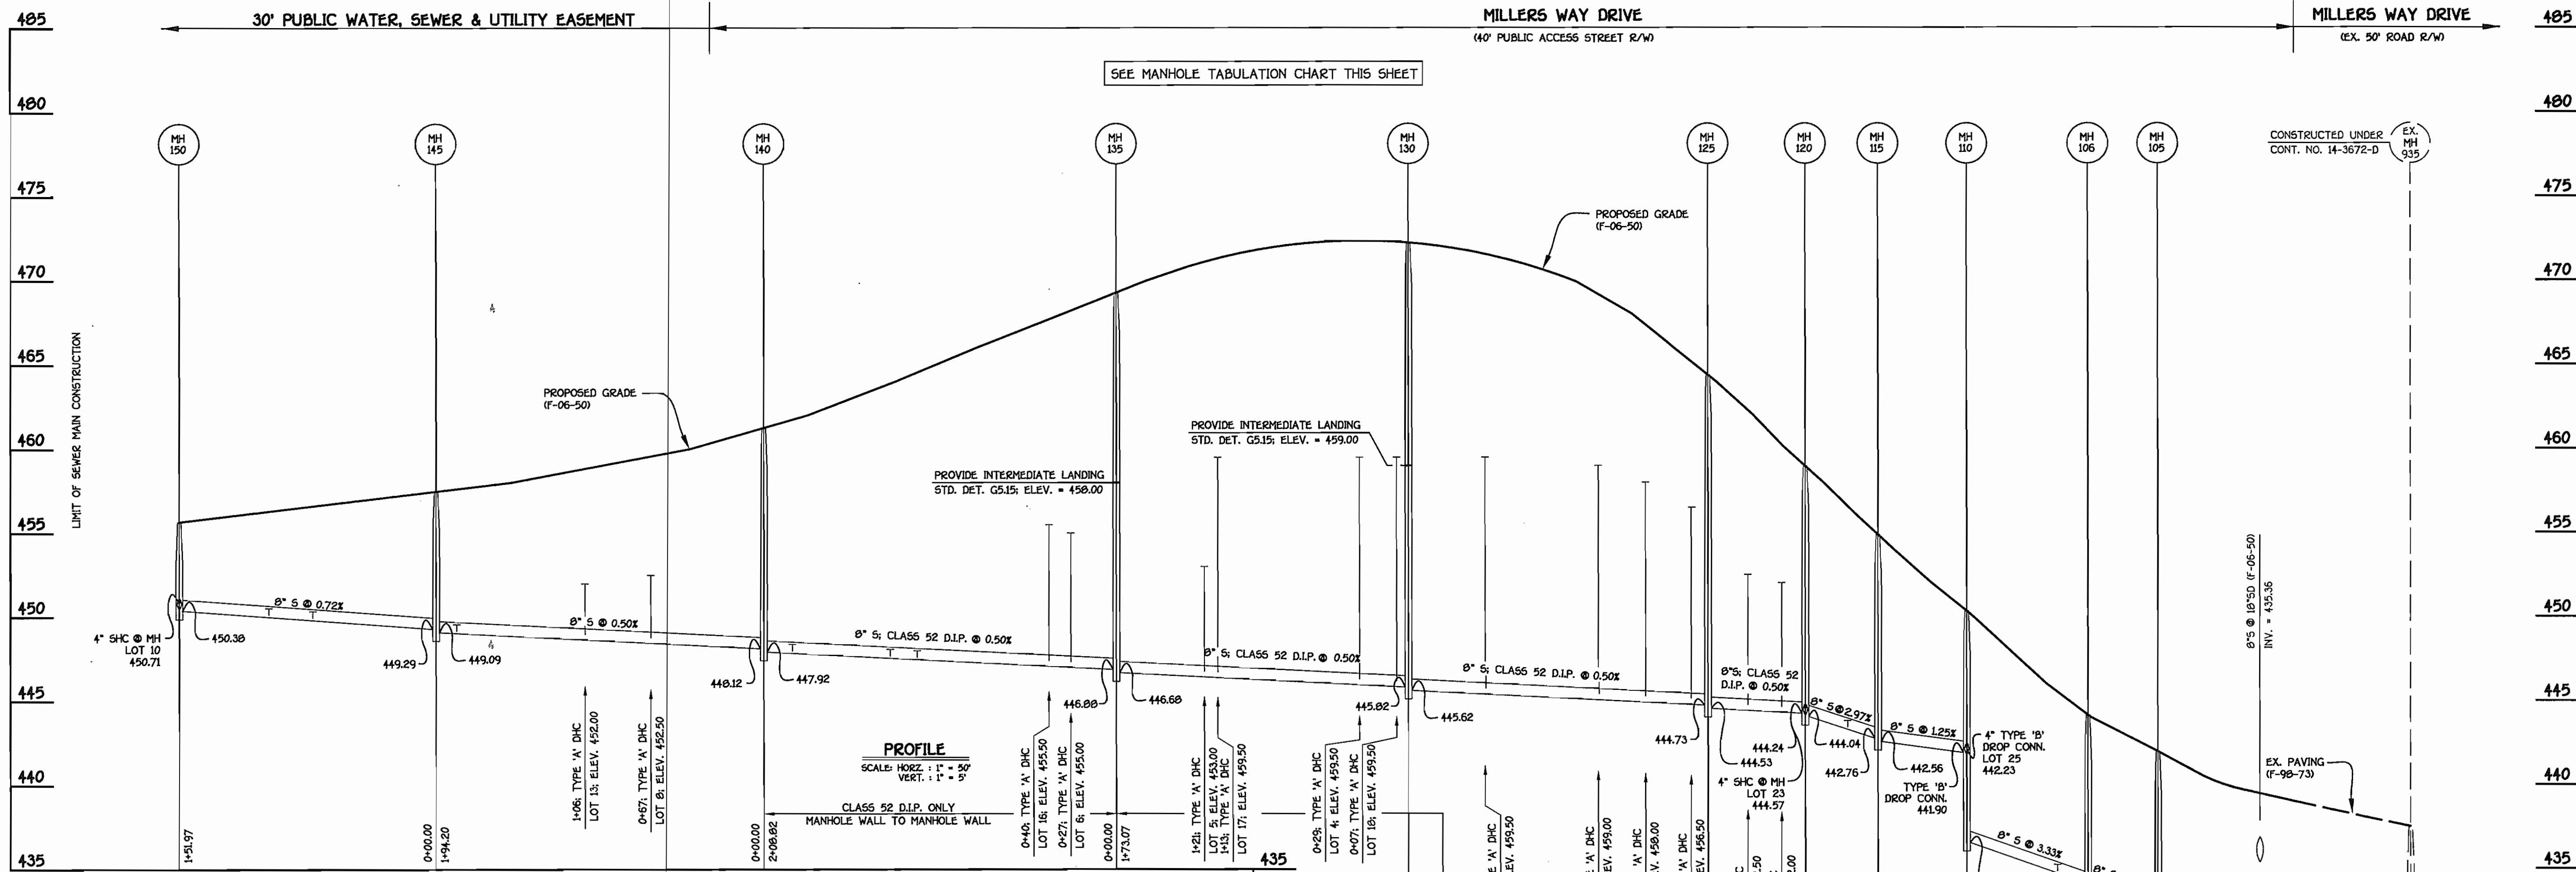 485
30' PUBLIC WATER, SEWER & UTILITY EASEMENT
MILLERS WAY DRIVE
(40' PUBLIC ACCESS STREET R/W)
MILLERS WAY DRIVE
(EX. 50' ROAD R/W)
485
SEE MANHOLE TABULATION CHART THIS SHEET
480
480
MH
150
MH
145
MH
140
MH
135
MH
130
MH
125
MH
120
MH
115
MH
110
MH
106
MH
105
CONSTRUCTED UNDER
CONT. NO. 14-3672-D
EX.
MH
935
475
475
PROPOSED GRADE
(F-06-50)
470
470
LIMIT OF SEWER MAIN CONSTRUCTION
465
465
PROPOSED GRADE
(F-06-50)
460
460
PROVIDE INTERMEDIATE LANDING
STD. DET. G5.15; ELEV. = 459.00
PROVIDE INTERMEDIATE LANDING
STD. DET. G5.15; ELEV. = 458.00
455
455
8"S @ 18"SD (F-06-50)
INV. = 435.36
450
450
8" S @ 0.72%
4" SHC @ MH
LOT 10
450.71
450.38
8" S @ 0.50%
449.29
449.09
8" S; CLASS 52 D.I.P. @ 0.50%
448.12
447.92
8" S; CLASS 52 D.I.P. @ 0.50%
446.88
446.68
8" S; CLASS 52 D.I.P. @ 0.50%
445.82
445.62
8"S; CLASS 52
D.I.P. @ 0.50%
445
445
444.73
444.53
444.24
444.04
4" SHC @ MH
LOT 23
444.57
8" S@2.97%
442.76
442.56
8" S @ 1.25%
4" TYPE 'B'
DROP CONN.
LOT 25
442.23
TYPE 'B'
DROP CONN.
441.90
EX. PAVING
(F-98-73)
440
440
PROFILE
SCALE: HORZ. : 1" = 50'
VERT. : 1" = 5'
CLASS 52 D.I.P. ONLY
MANHOLE WALL TO MANHOLE WALL
1+51.97
0+00.00
1+94.20
1+06; TYPE 'A' DHC
LOT 13; ELEV. 452.00
0+67; TYPE 'A' DHC
LOT 8; ELEV. 452.50
0+00.00
2+08.82
0+40; TYPE 'A' DHC
LOT 16; ELEV. 455.50
0+27; TYPE 'A' DHC
LOT 6; ELEV. 455.00
0+00.00
1+73.07
1+21; TYPE 'A' DHC
LOT 5; ELEV. 453.00
1+13; TYPE 'A' DHC
LOT 17; ELEV. 459.50
0+29; TYPE 'A' DHC
LOT 4; ELEV. 459.50
0+07; TYPE 'A' DHC
LOT 18; ELEV. 459.50
'A' DHC
ELEV. 459.50
'A' DHC
ELEV. 459.00
'A' DHC
ELEV. 458.00
'A' DHC
ELEV. 456.50
8" S @ 3.33%
8" S
435
435
435